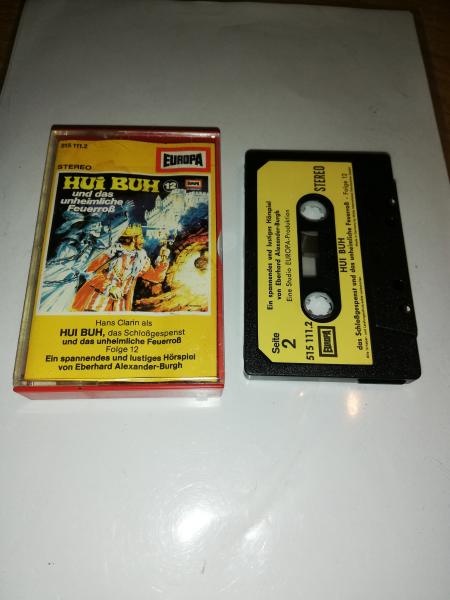 515 111.2
EUROPA
STEREO
HUI BUH 12
und das
unheimliche
Feuerroß
EUROPA
Hans Clarin als
HUI BUH, das Schloßgespenst
und das unheimliche Feuerroß
Folge 12
Ein spannendes und lustiges Hörspiel
von Eberhard Alexander-Burgh
Ein spannendes und lustiges Hörspiel
von Eberhard Alexander-Burgh
Eine Studio EUROPA-Produktion
STEREO
Seite
2
515 111.2
EUROPA
HUI BUH
das Schloßgespenst und das unheimliche Feuerroß - Folge 12